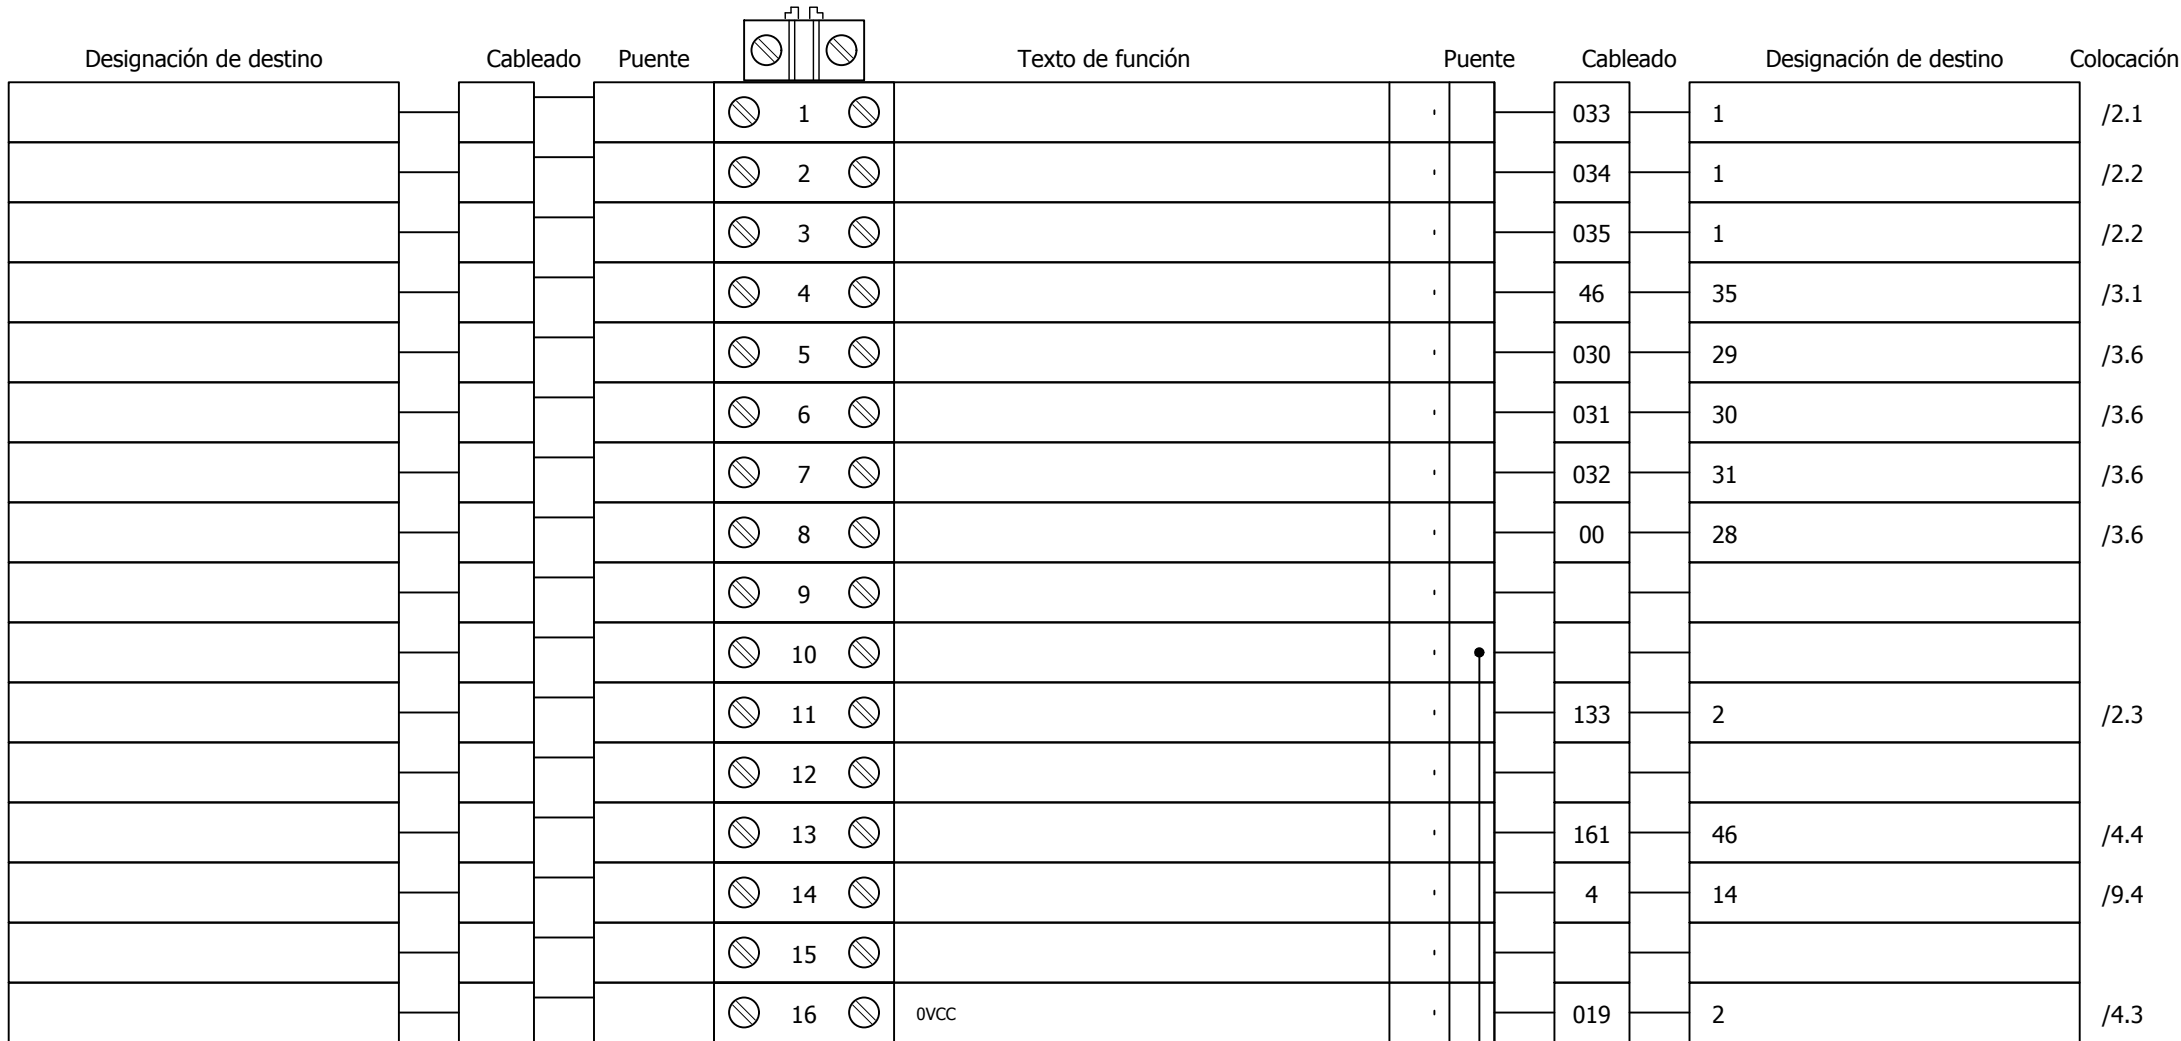 Designación de destino Cableado Puente Texto de función Puente Cableado Designación de destino Colocación
1 033 1 /2.1
2 034 1 /2.2
3 035 1 /2.2
4 46 35 /3.1
5 030 29 /3.6
6 031 30 /3.6
7 032 31 /3.6
8 00 28 /3.6
9
10
11 133 2 /2.3
12
13 161 46 /4.4
14 4 14 /9.4
15
16 0VCC 019 2 /4.3